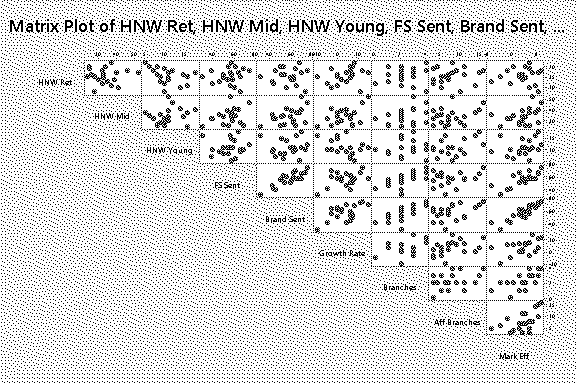 Matrix Plot of HNW Ret, HNW Mid, HNW Young, FS Sent, Brand Sent, ...
HNW Ret
HNW Mid
HNW Young
FS Sent
Brand Sent
Growth Rate
Branches
Aff Branches
Mark Eff